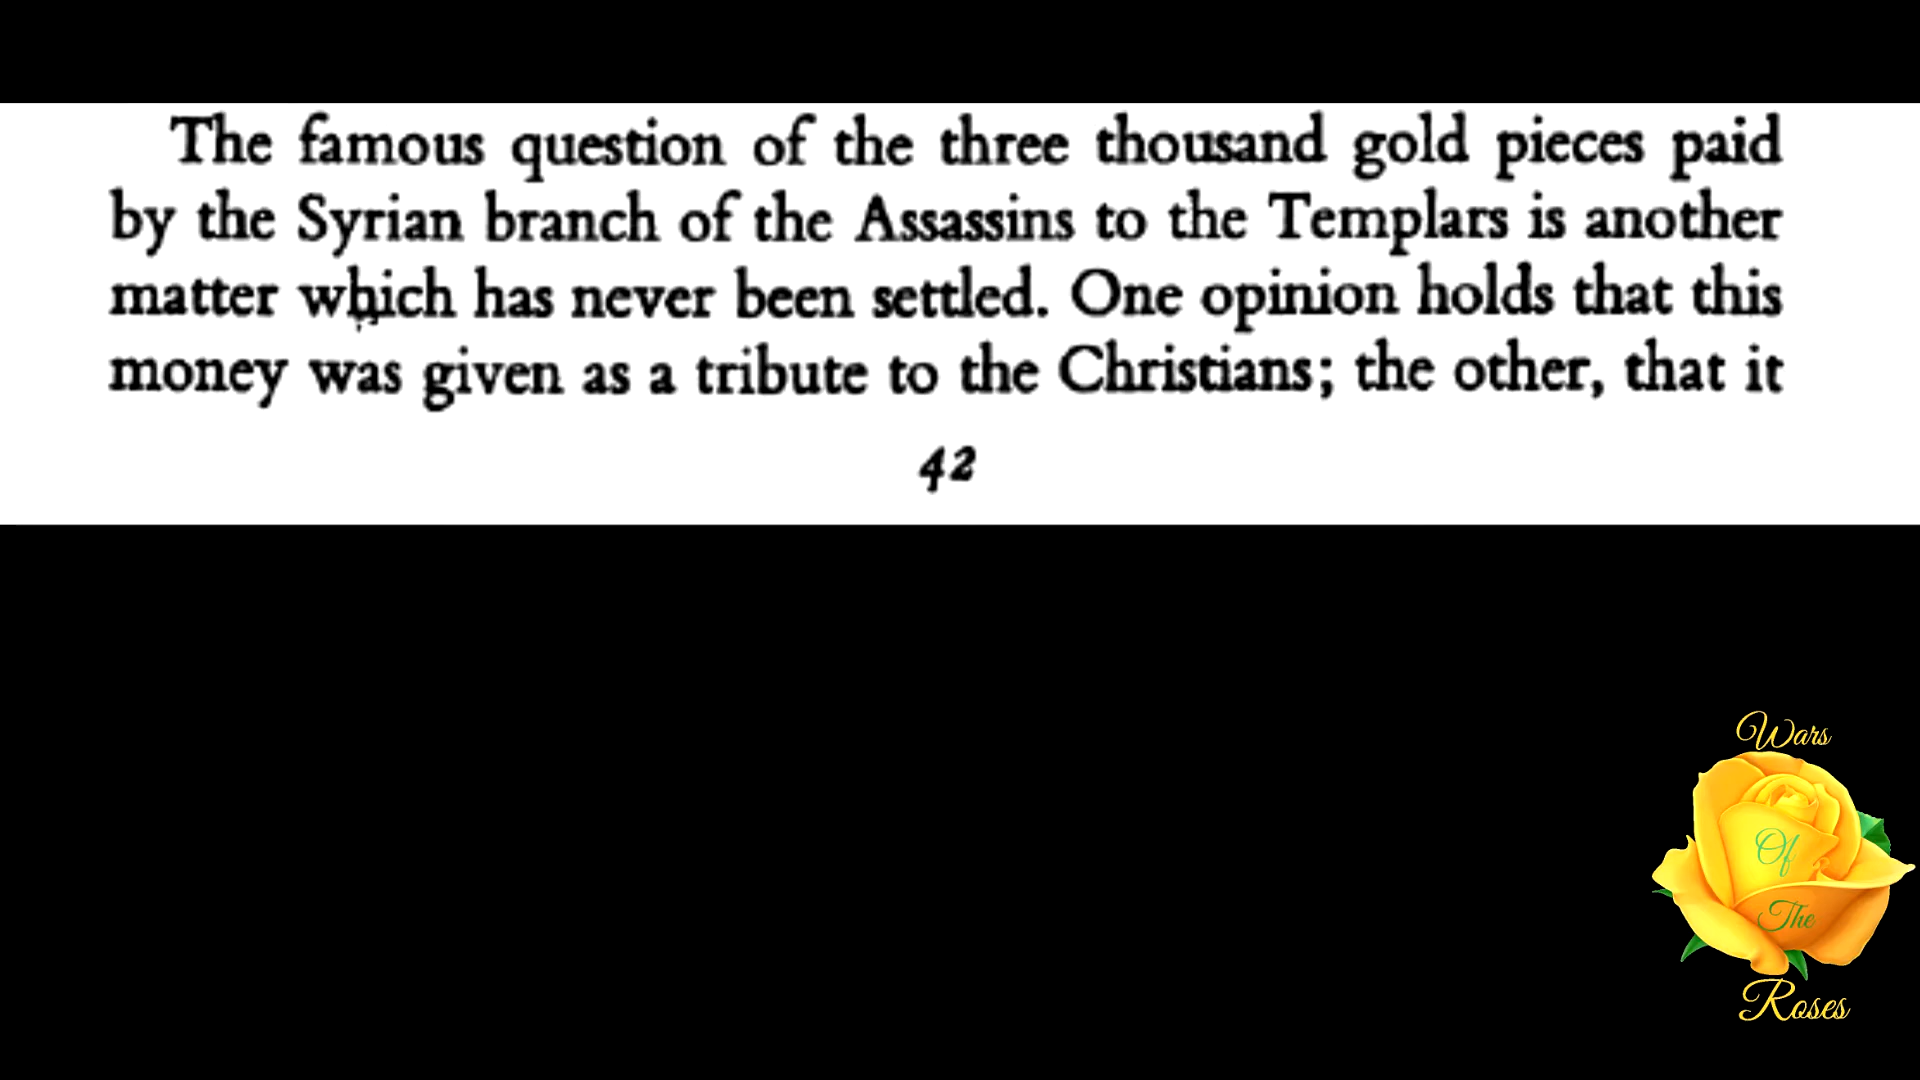 The famous question of the three thousand gold pieces paid
by the Syrian branch of the Assassins to the Templars is another
matter which has never been settled. One opinion holds that this
money was given as a tribute to the Christians; the other, that it
42
Wars
Of
The
Roses